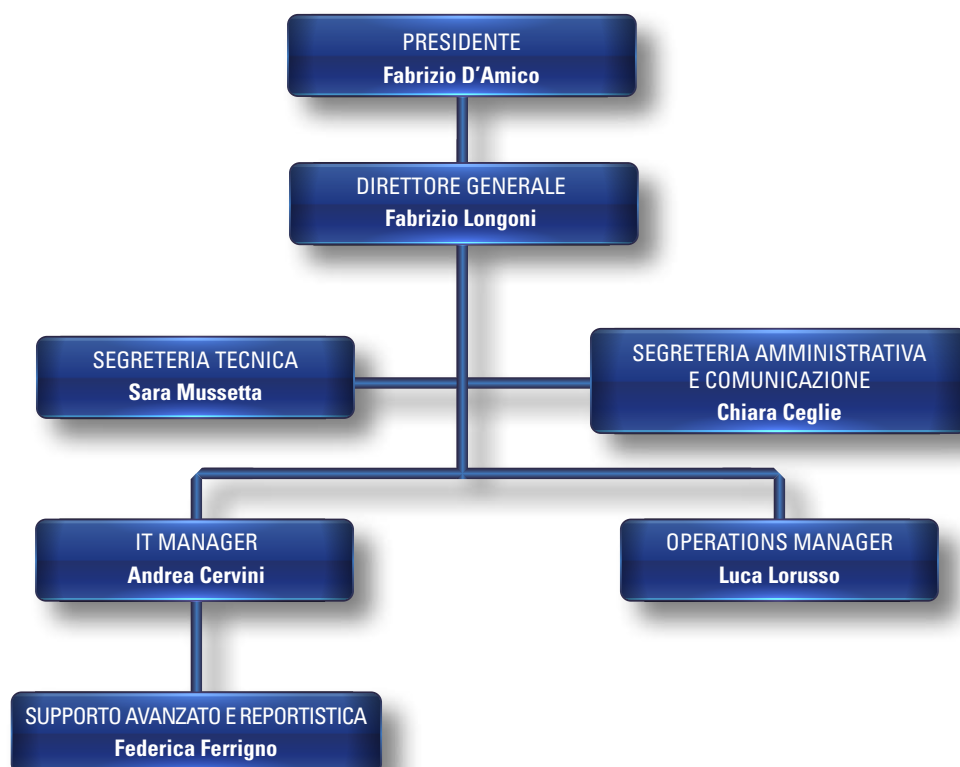 PRESIDENTE
Fabrizio D’Amico
DIRETTORE GENERALE
Fabrizio Longoni
SEGRETERIA TECNICA
Sara Mussetta
SEGRETERIA AMMINISTRATIVA
E COMUNICAZIONE
Chiara Ceglie
IT MANAGER
Andrea Cervini
OPERATIONS MANAGER
Luca Lorusso
SUPPORTO AVANZATO E REPORTISTICA
Federica Ferrigno